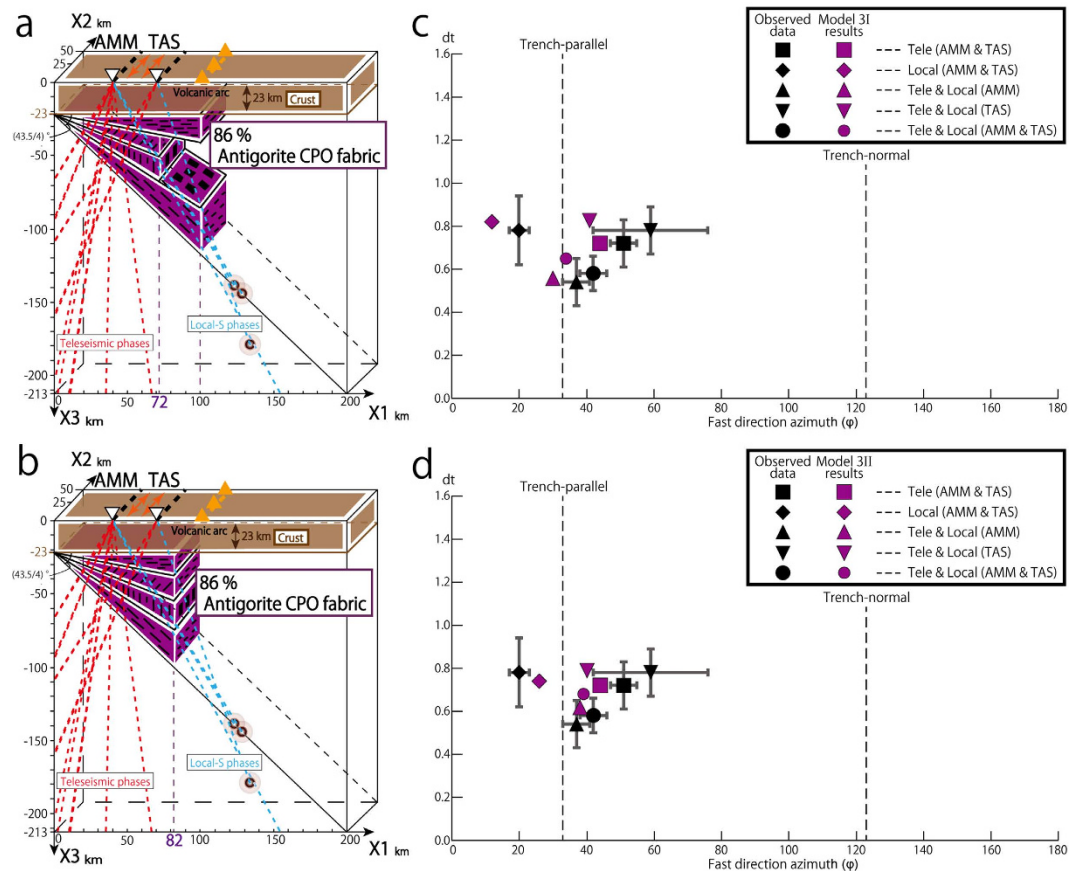 a
X2 km
AMM TAS
50
25
0
-23
(43.5/4)°
-50
-100
-150
-200
-213
Volcanic arc
23 km
Crust
86 %
Antigorite CPO fabric
Local-S phases
Teleseismic phases
0
50
72
100
150
200
X3 km
X1 km
b
X2 km
AMM TAS
50
25
0
-23
(43.5/4)°
-50
-100
-150
-200
-213
Volcanic arc
23 km
Crust
86 %
Antigorite CPO fabric
Local-S phases
Teleseismic phases
0
50
82
100
150
200
X3 km
X1 km
c
dt
1.6
1.4
1.2
1.0
0.8
0.6
0.4
0.2
0.0
0
20
40
60
80
100
120
140
160
180
Fast direction azimuth (φ)
Trench-parallel
Trench-normal
Observed data
Model 3I results
Tele (AMM & TAS)
Local (AMM & TAS)
Tele & Local (AMM)
Tele & Local (TAS)
Tele & Local (AMM & TAS)
d
dt
1.6
1.4
1.2
1.0
0.8
0.6
0.4
0.2
0.0
0
20
40
60
80
100
120
140
160
180
Fast direction azimuth (φ)
Trench-parallel
Trench-normal
Observed data
Model 3II results
Tele (AMM & TAS)
Local (AMM & TAS)
Tele & Local (AMM)
Tele & Local (TAS)
Tele & Local (AMM & TAS)